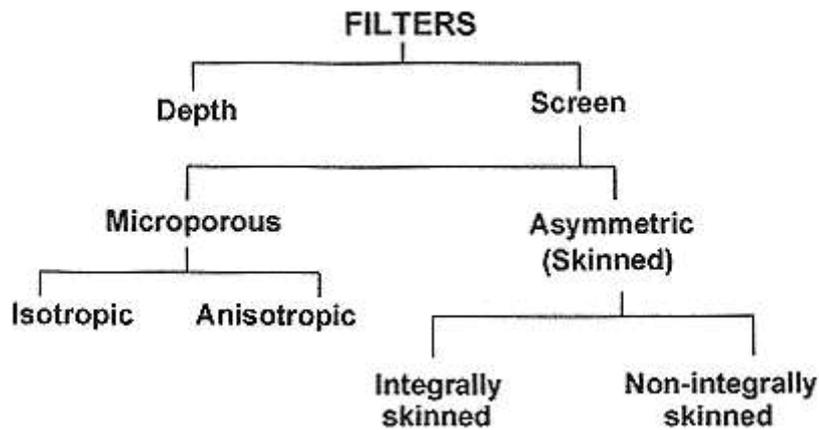 FILTERS
Depth
Screen
Microporous
Asymmetric
(Skinned)
Isotropic
Anisotropic
Integrally
skinned
Non-integrally
skinned